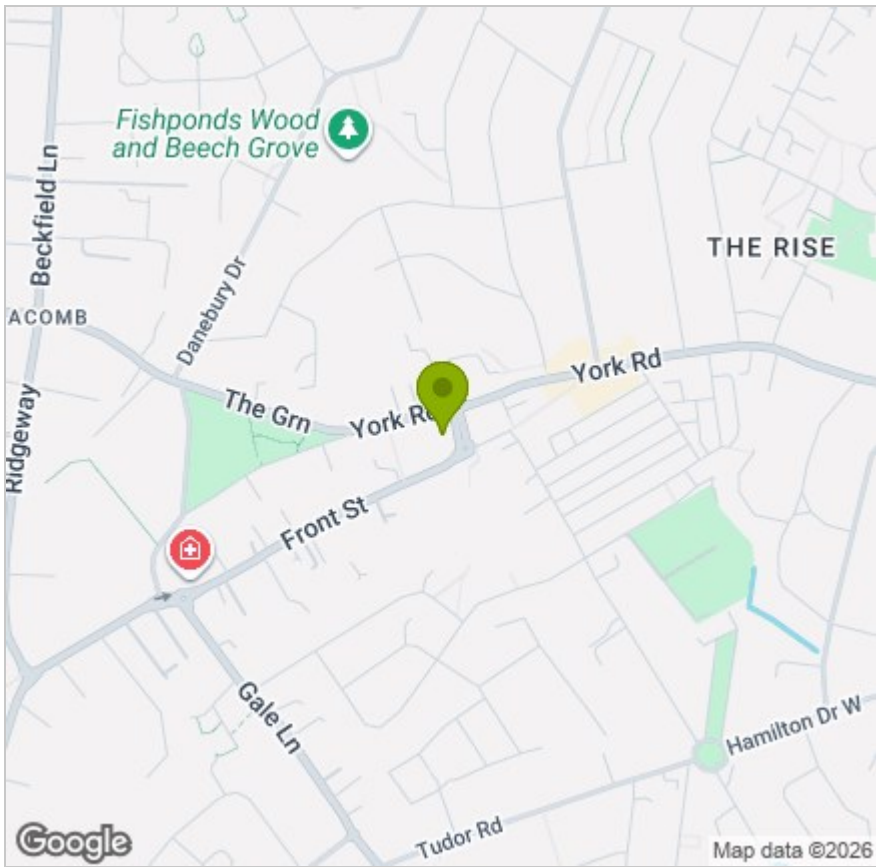 Fishponds Wood
and Beech Grove
Beckfield Ln
THE RISE
ACOMB
Danebury Dr
York Rd
The Grn
York Rd
Ridgeway
Front St
Gale Ln
Hamilton Dr W
Tudor Rd
Google
Map data ©2026